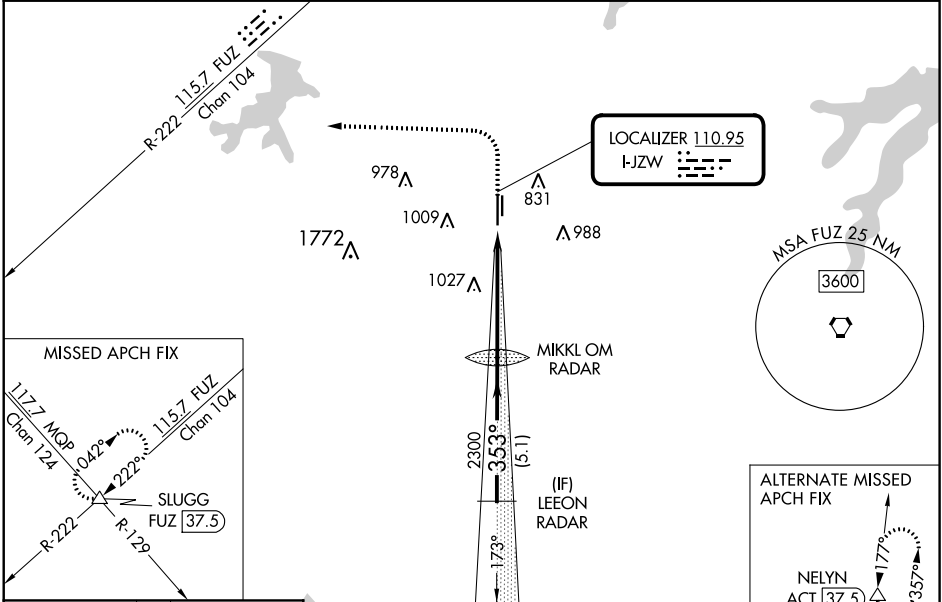 115.7 FUZ
Chan 104
R-222
LOCALIZER 110.95
I-JZW
978
831
1009
988
1772
1027
MSA FUZ 25 NM
3600
MIKKL OM
RADAR
2300
353°
(5.1)
(IF)
LEEON
RADAR
173°
MISSED APCH FIX
117.7 MQP
Chan 124
115.7 FUZ
Chan 104
042°
222°
SLUGG
FUZ 37.5
R-222
R-129
ALTERNATE MISSED
APCH FIX
177°
357°
NELYN
ACT 37.5